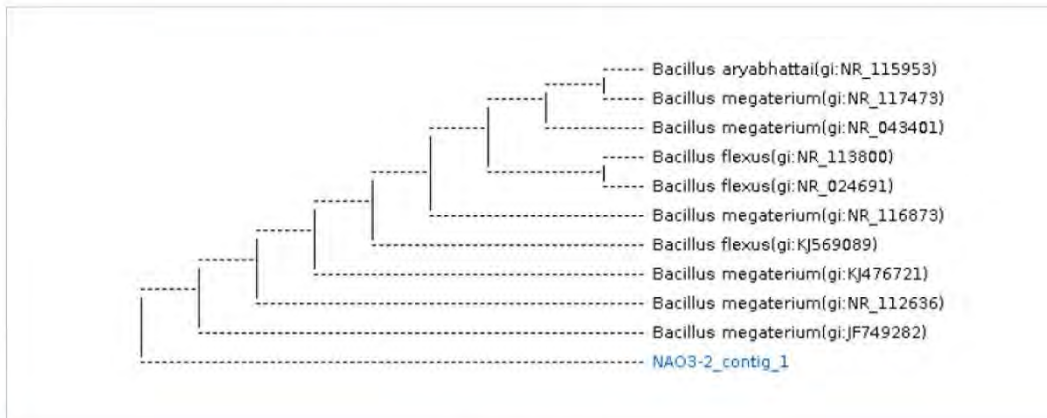 Bacillus aryabhattai(gi:NR_115953)
Bacillus megaterium(gi:NR_117473)
Bacillus megaterium(gi:NR_043401)
Bacillus flexus(gi:NR_113800)
Bacillus flexus(gi:NR_024691)
Bacillus megaterium(gi:NR_116873)
Bacillus flexus(gi:KJ569089)
Bacillus megaterium(gi:KJ476721)
Bacillus megaterium(gi:NR_112636)
Bacillus megaterium(gi:JF749282)
NAO3-2_contig_1